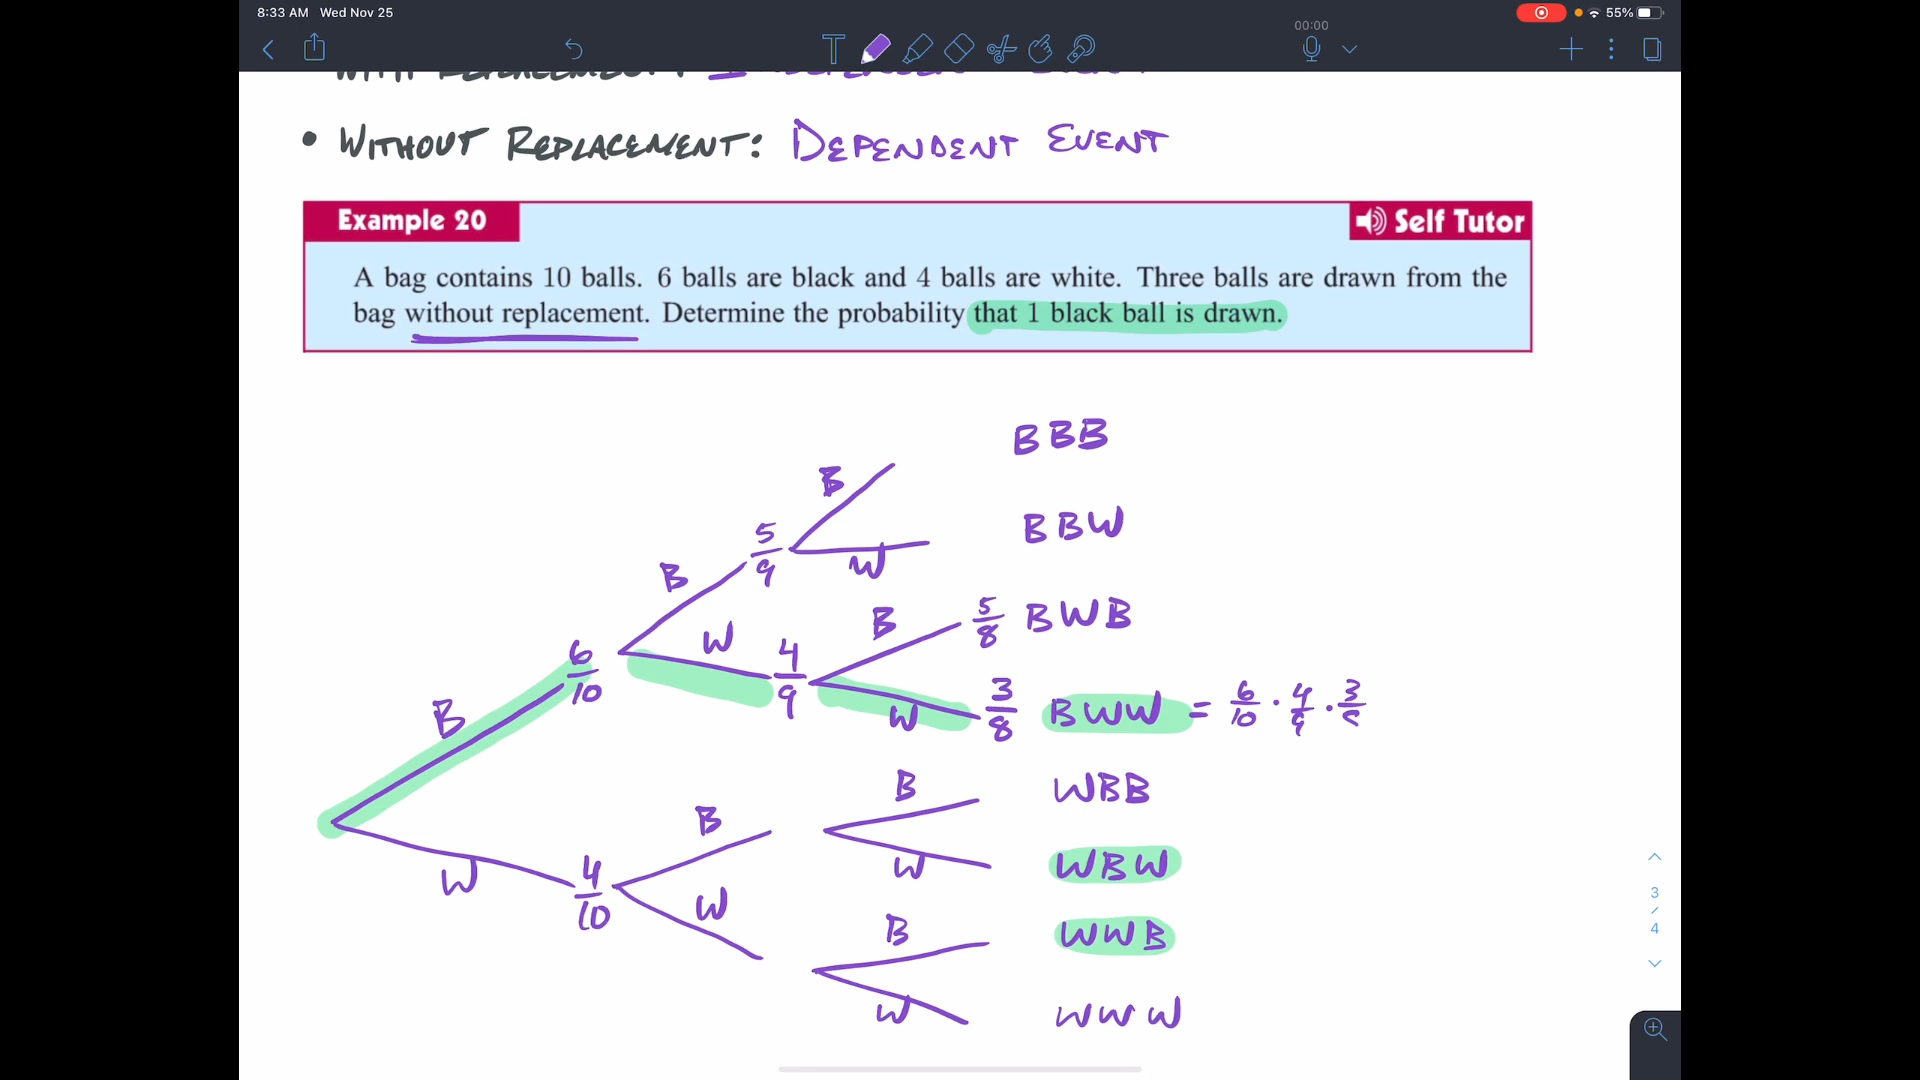 8:33 AM Wed Nov 25
55%
00:00
WITH REPLACEMENT: INDEPENDENT EVENT
• WITHOUT REPLACEMENT: DEPENDENT EVENT
Example 20
Self Tutor
A bag contains 10 balls. 6 balls are black and 4 balls are white. Three balls are drawn from the
bag without replacement. Determine the probability that 1 black ball is drawn.
BBB
B
5/9
BBW
W
B
B
5/8 BWB
W
4/9
6/10
3/8 BWW = 6/10 · 4/9 · 3/8
W
B
B
WBB
B
W
WBW
W
4/10
W
B
WWB
W
WWW
3
/
4